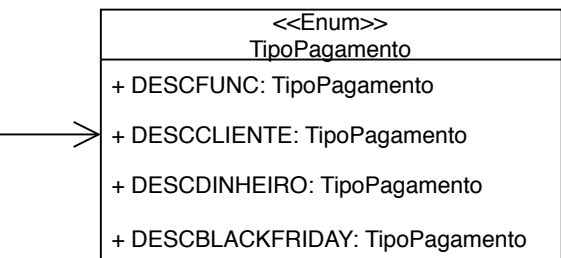 <<Enum>>
TipoPagamento
+ DESCFUNC: TipoPagamento
+ DESCCLIENTE: TipoPagamento
+ DESCDINHEIRO: TipoPagamento
+ DESCBLACKFRIDAY: TipoPagamento